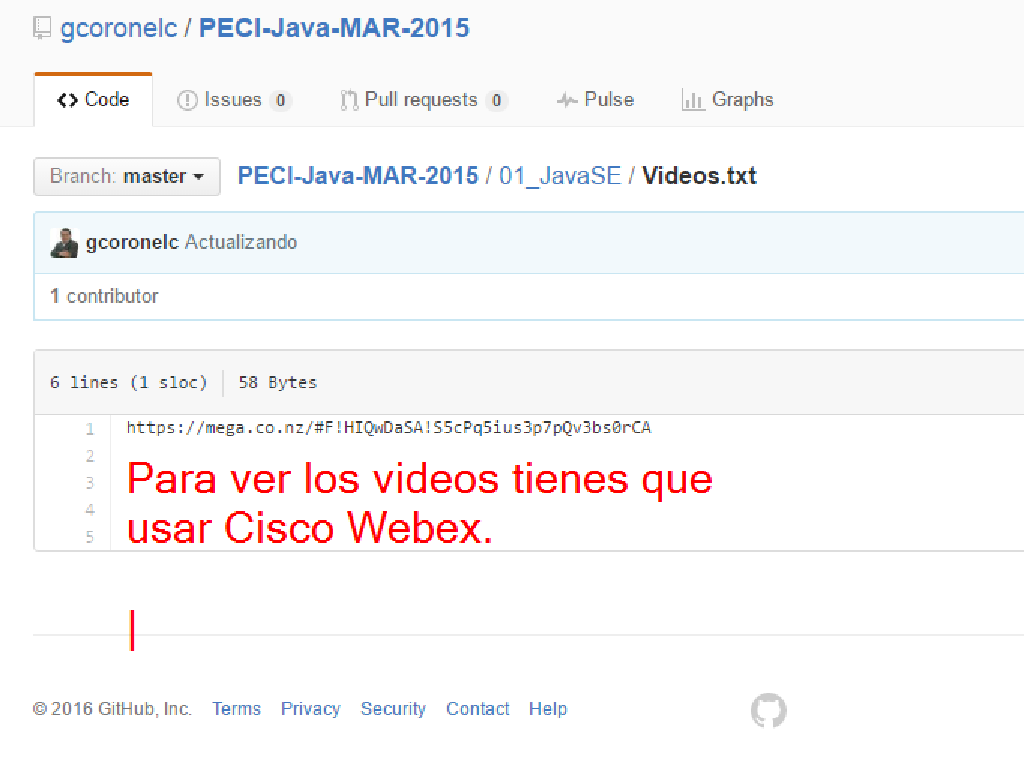 gcoronelc / PECI-Java-MAR-2015
Code Issues 0 Pull requests 0 Pulse Graphs
Branch: master PECI-Java-MAR-2015 / 01_JavaSE / Videos.txt
gcoronelc Actualizando
1 contributor
6 lines (1 sloc) 58 Bytes
1 https://mega.co.nz/#F!HIQwDaSA!S5cPq5ius3p7pQv3bs0rCA
2
3 Para ver los videos tienes que
4
5 usar Cisco Webex.
© 2016 GitHub, Inc. Terms Privacy Security Contact Help